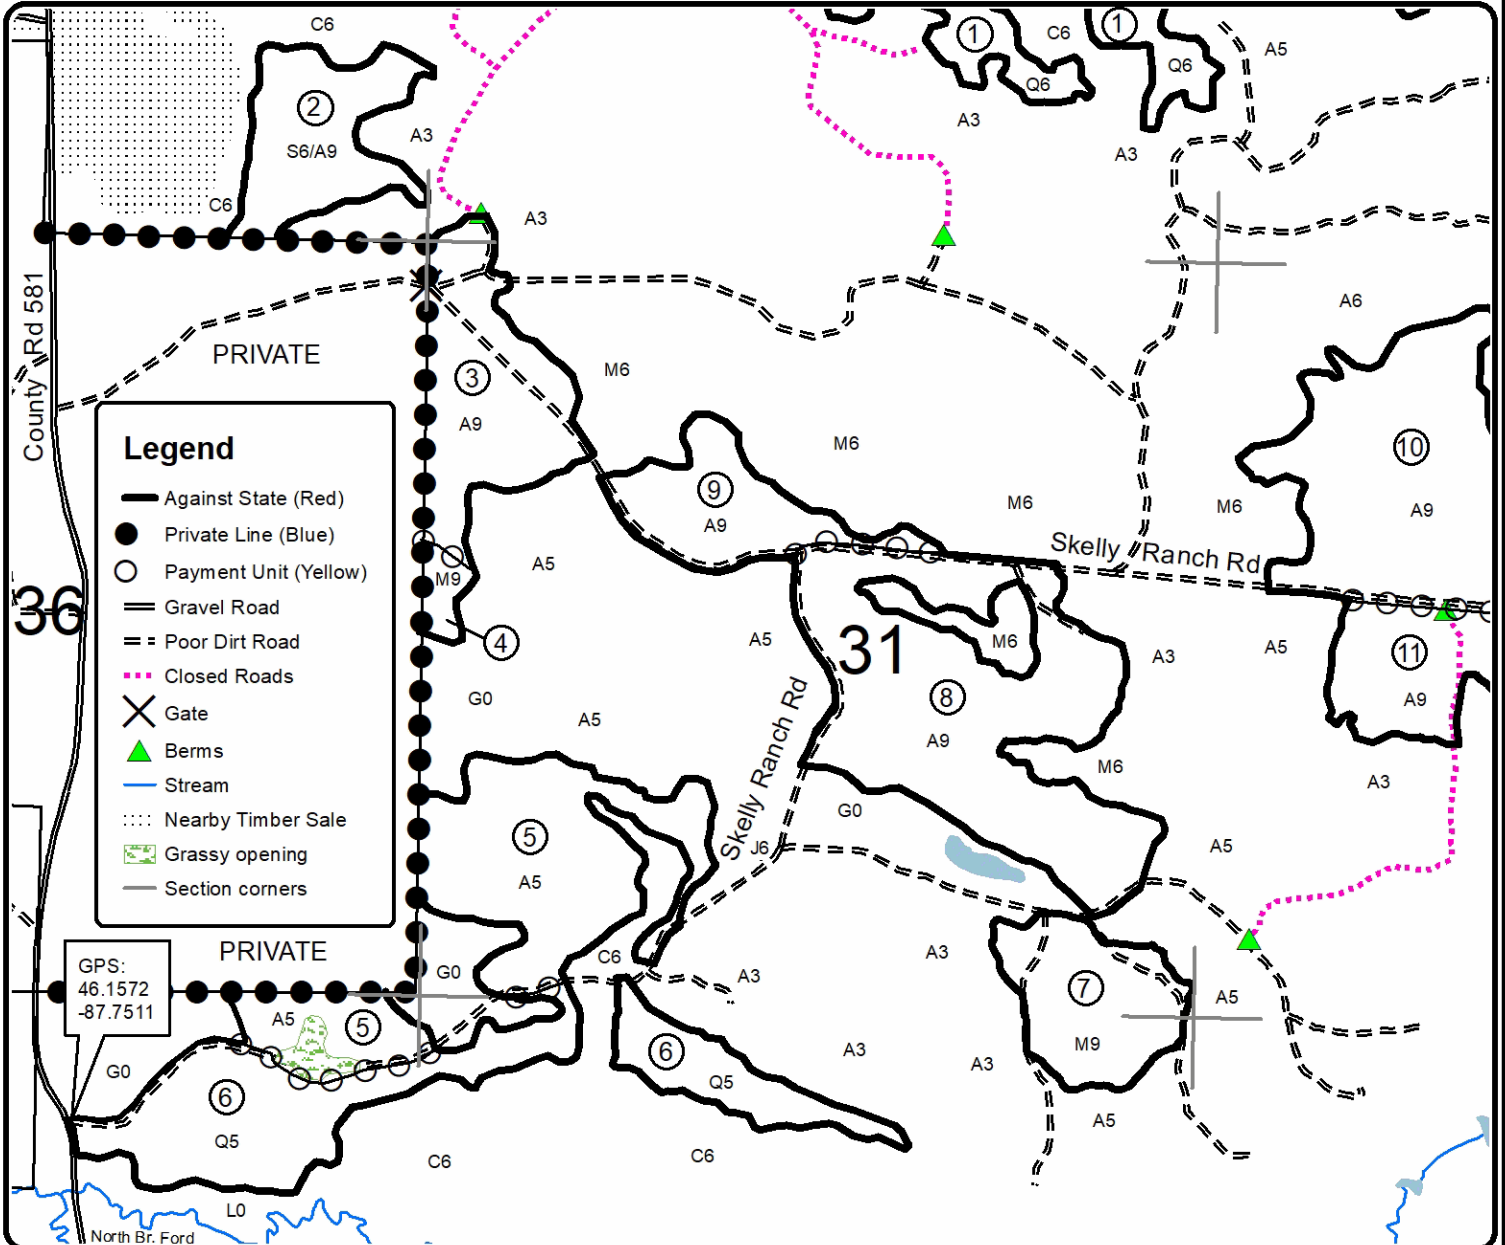 C6
1
C6
1
A5
Q6
Q6
2
A3
A3
S6/A9
A3
C6
A3
A6
County Rd 581
PRIVATE
3
M6
A9
M6
10
9
A9
M6
M6
A9
Skelly Ranch Rd
Legend
Against State (Red)
Private Line (Blue)
Payment Unit (Yellow)
Gravel Road
Poor Dirt Road
Closed Roads
Gate
Berms
Stream
Nearby Timber Sale
Grassy opening
Section corners
36
A5
M9
4
A5
31
M6
A3
A5
11
G0
A5
8
A9
A9
M6
A3
Skelly Ranch Rd
G0
J6
A5
5
A5
PRIVATE
G0
C6
A3
A3
7
A5
GPS:
46.1572
-87.7511
A5
5
M9
G0
6
Q5
6
Q5
A3
A3
A5
C6
C6
L0
North Br. Ford